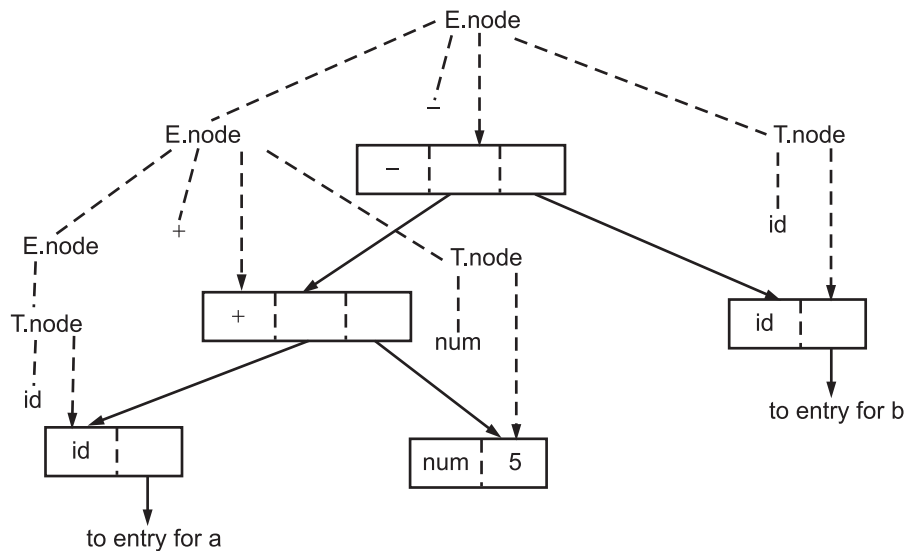 E.node
–
E.node
T.node
–
+
id
E.node
T.node
+
id
T.node
num
id
to entry for b
id
num 5
to entry for a